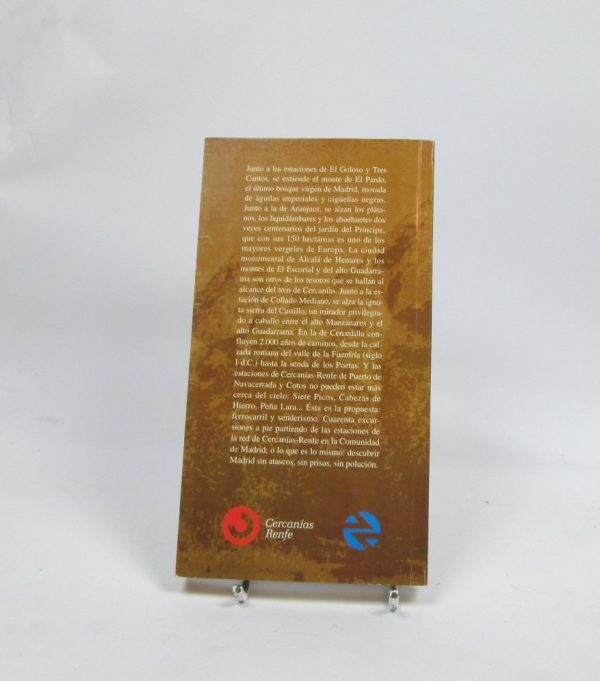 Junto a las estaciones de El Goloso y Tres
Cantos, se extiende el monte de El Pardo,
el último bosque virgen de Madrid, morada
de águilas imperiales y cigüeñas negras.
Junto a la de Aranjuez, se alzan los pláta-
nos, los liquidámbares y los ahuehuetes dos
veces centenarios del jardín del Príncipe,
que con sus 150 hectáreas es uno de los
mayores vergeles de Europa. La ciudad
monumental de Alcalá de Henares y los
montes de El Escorial y del alto Guadarra-
ma son otros de los tesoros que se hallan al
alcance del tren de Cercanías. Junto a la es-
tación de Collado Mediano, se alza la igno-
ta sierra del Castillo, un mirador privilegia-
do a caballo entre el alto Manzanares y el
alto Guadarrama. En la de Cercedilla con-
fluyen 2.000 años de caminos, desde la cal-
zada romana del valle de la Fuenfría (siglo
I d.C.) hasta la senda de los Poetas. Y las
estaciones de Cercanías-Renfe de Puerto de
Navacerrada y Cotos no pueden estar más
cerca del cielo: Siete Picos, Cabezas de
Hierro, Peña Lara... Ésta es la propuesta:
ferrocarril y senderismo. Cuarenta excur-
siones a pie partiendo de las estaciones de
la red de Cercanías-Renfe en la Comunidad
de Madrid; o la que es lo mismo: descubrir
Madrid sin atascos, sin prisas, sin polución.
Cercanías
Renfe